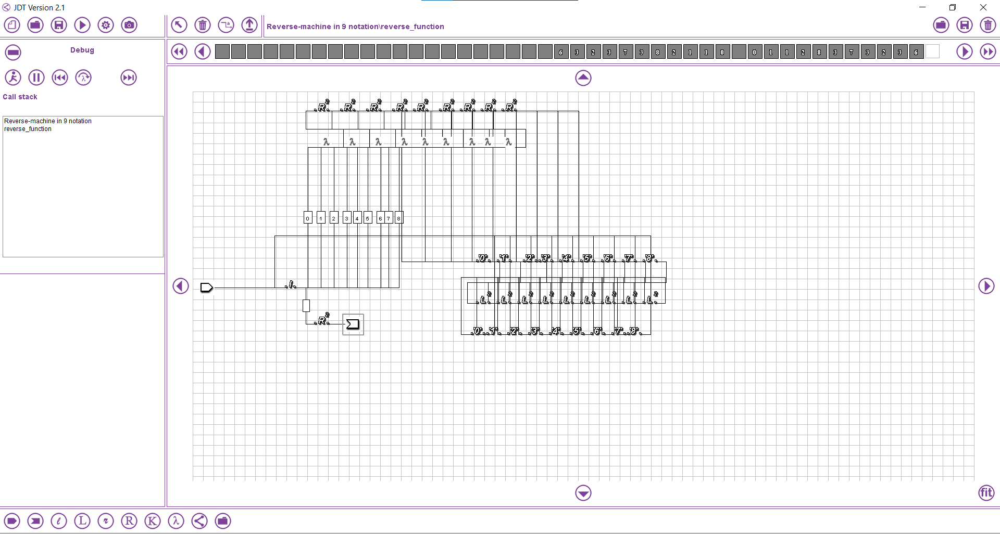 JDT Version 2.1
Reverse-machine in 9 notation\reverse_function
Debug
6 3 2 3 7 3 8 2 1 1 0 0 1 1 2 8 3 7 3 2 3 6
Call stack
Reverse-machine in 9 notation
reverse_function
.R.2 .R.2 .R.2 .R.2 .R.2 .R.2 .R.2 .R.2 .R.2
λ λ λ λ λ λ λ λ λ
0 1 2 3 4 5 6 7 8
.'0'. .'1'. .'2'. .'3'. .'4'. .'5'. .'6'. .'7'. .'8'.
.l.
.L.2 .L.2 .L.2 .L.2 .L.2 .L.2 .L.2 .L.2 .L.2
.R.2
.'0'. .'1'. .'2'. .'3'. .'4'. .'5'. .'6'. .'7'. .'8'.
fit
l L r R K λ